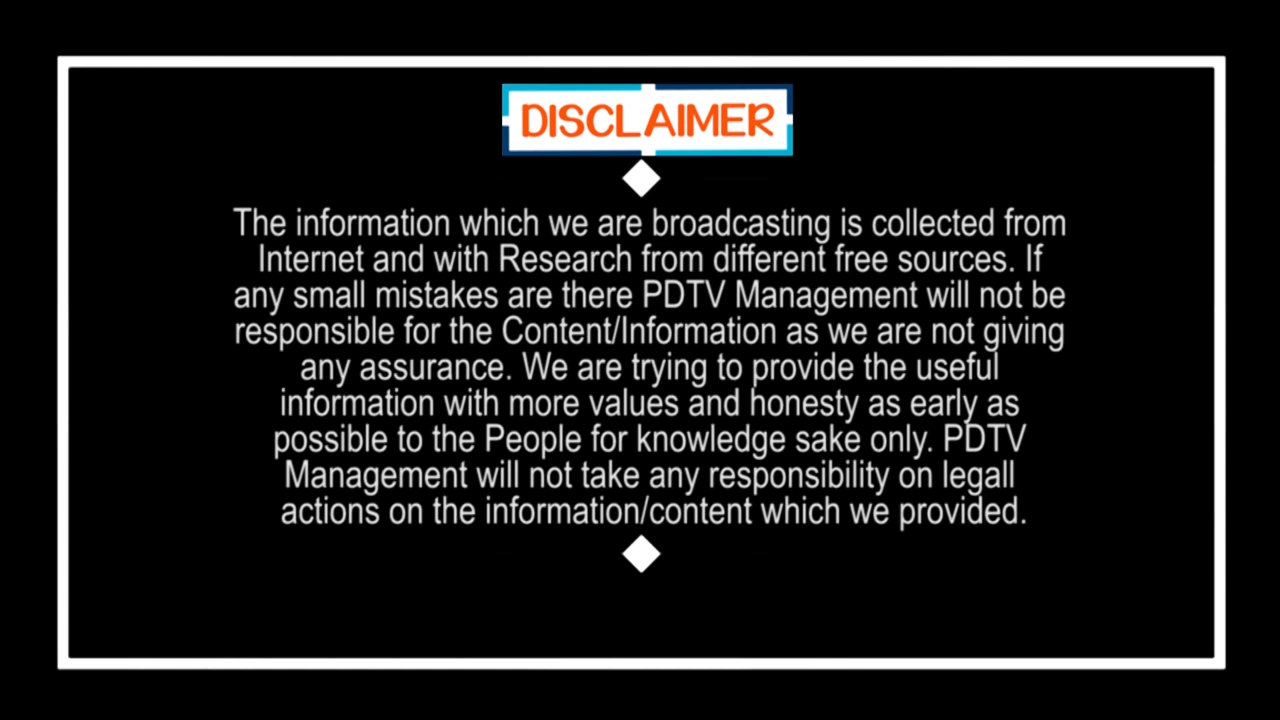 DISCLAIMER
The information which we are broadcasting is collected from
Internet and with Research from different free sources. If
any small mistakes are there PDTV Management will not be
responsible for the Content/Information as we are not giving
any assurance. We are trying to provide the useful
information with more values and honesty as early as
possible to the People for knowledge sake only. PDTV
Management will not take any responsibility on legall
actions on the information/content which we provided.